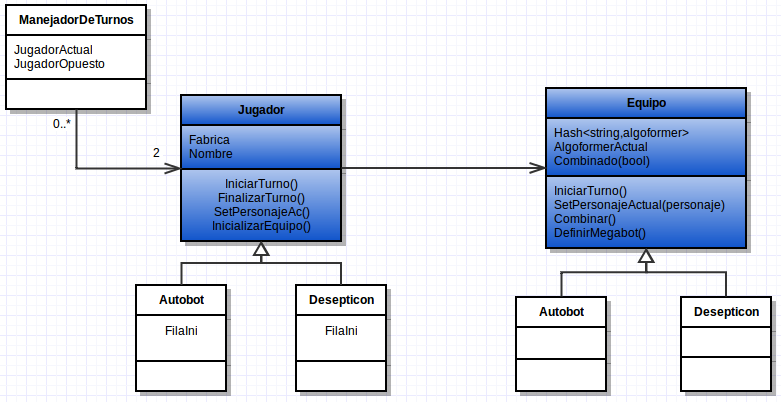 ManejadorDeTurnos
JugadorActual
JugadorOpuesto
0..*
2
Jugador
Fabrica
Nombre
IniciarTurno()
FinalizarTurno()
SetPersonajeAc()
InicializarEquipo()
Equipo
Hash<string,algoformer>
AlgoformerActual
Combinado(bool)
IniciarTurno()
SetPersonajeActual(personaje)
Combinar()
DefinirMegabot()
Autobot
FilaIni
Desepticon
FilaIni
Autobot
Desepticon